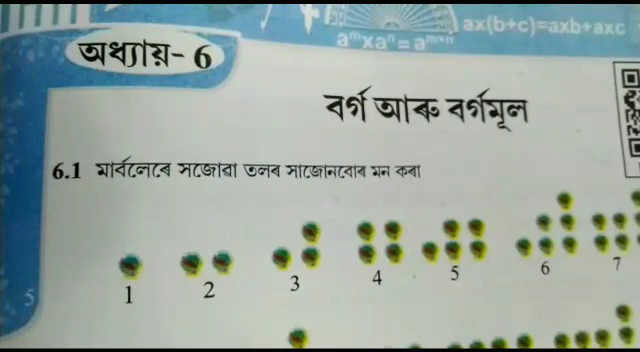 ax(b+c)=axb+axc
aᵐxaⁿ=aᵐ⁺ⁿ
অধ্যায়- 6
বৰ্গ আৰু বৰ্গমূল
6.1 মাৰ্বলেৰে সজোৱা তলৰ সাজোনবোৰ মন কৰা
1 2 3 4 5 6 7
5